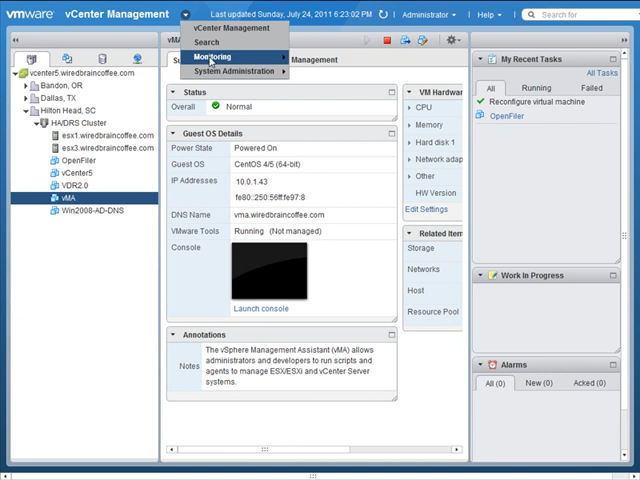 vmware vCenter Management Last updated Sunday, July 24, 2011 6:23:02 PM Administrator Help Search
vCenter Management
Search
Monitoring
System Administration
vcenter5.wiredbraincoffee.com
Bandon, OR
Dallas, TX
Hilton Head, SC
HA/DRS Cluster
esx1.wiredbraincoffee.com
esx3.wiredbraincoffee.com
OpenFiler
vCenter5
VDR2.0
vMA
Win2008-AD-DNS
Management
Status
Overall Normal
Guest OS Details
Power State Powered On
Guest OS CentOS 4/5 (64-bit)
IP Addresses 10.0.1.43
fe80::250:56ff:fe97:8
DNS Name vma.wiredbraincoffee.com
VMware Tools Running (Not managed)
Console
Launch console
Annotations
Notes
The vSphere Management Assistant (vMA) allows
administrators and developers to run scripts and
agents to manage ESX/ESXi and vCenter Server
systems.
VM Hardw
CPU
Memory
Hard disk 1
Network adap
Other
HW Version
Edit Settings
Related Item
Storage
Networks
Host
Resource Pool
My Recent Tasks
All Tasks
All Running Failed
Reconfigure virtual machine
OpenFiler
Work In Progress
Alarms
All (0) New (0) Acked (0)